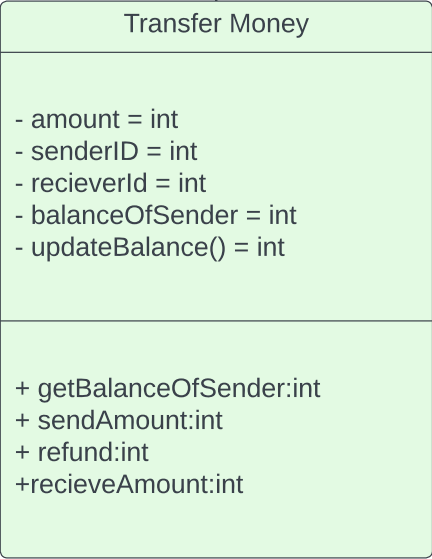 Transfer Money
- amount = int
- senderID = int
- recieverId = int
- balanceOfSender = int
- updateBalance() = int
+ getBalanceOfSender:int
+ sendAmount:int
+ refund:int
+recieveAmount:int